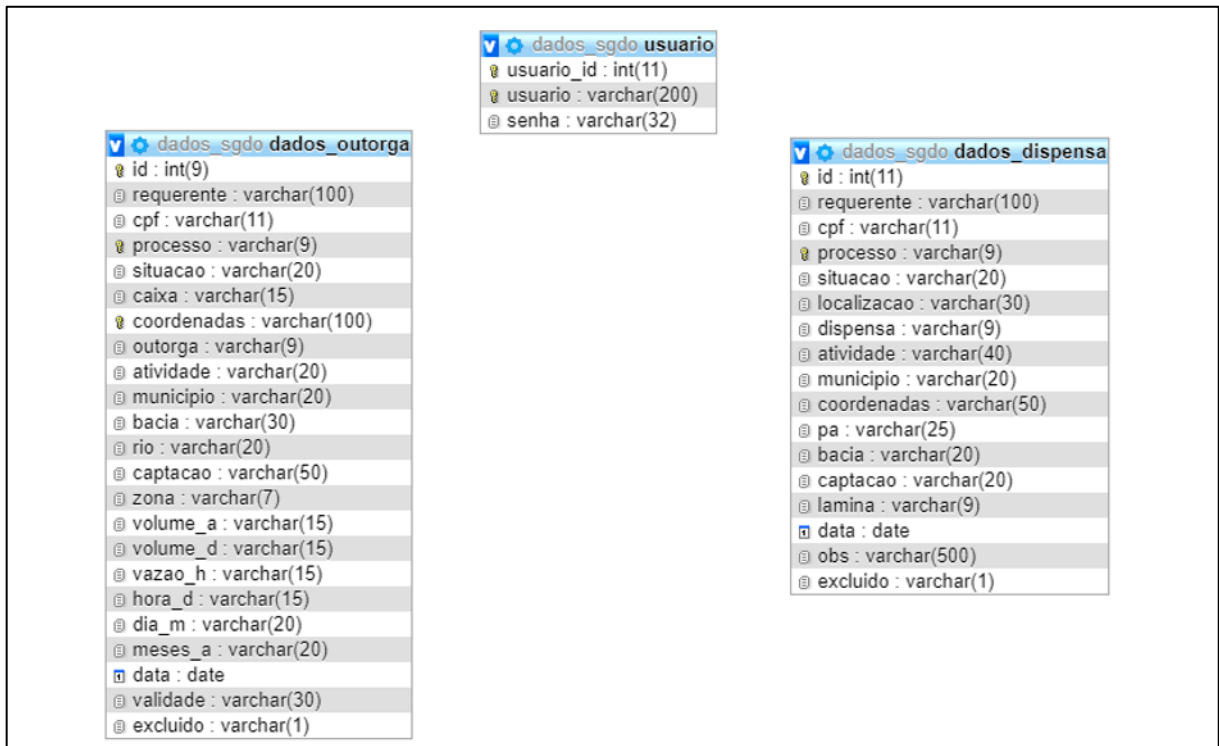 dados_sgdo usuario
usuario_id : int(11)
usuario : varchar(200)
senha : varchar(32)
dados_sgdo dados_outorga
id : int(9)
requerente : varchar(100)
cpf : varchar(11)
processo : varchar(9)
situacao : varchar(20)
caixa : varchar(15)
coordenadas : varchar(100)
outorga : varchar(9)
atividade : varchar(20)
municipio : varchar(20)
bacia : varchar(30)
rio : varchar(20)
captacao : varchar(50)
zona : varchar(7)
volume_a : varchar(15)
volume_d : varchar(15)
vazao_h : varchar(15)
hora_d : varchar(15)
dia_m : varchar(20)
meses_a : varchar(20)
data : date
validade : varchar(30)
excluido : varchar(1)
dados_sgdo dados_dispensa
id : int(11)
requerente : varchar(100)
cpf : varchar(11)
processo : varchar(9)
situacao : varchar(20)
localizacao : varchar(30)
dispensa : varchar(9)
atividade : varchar(40)
municipio : varchar(20)
coordenadas : varchar(50)
pa : varchar(25)
bacia : varchar(20)
captacao : varchar(20)
lamina : varchar(9)
data : date
obs : varchar(500)
excluido : varchar(1)